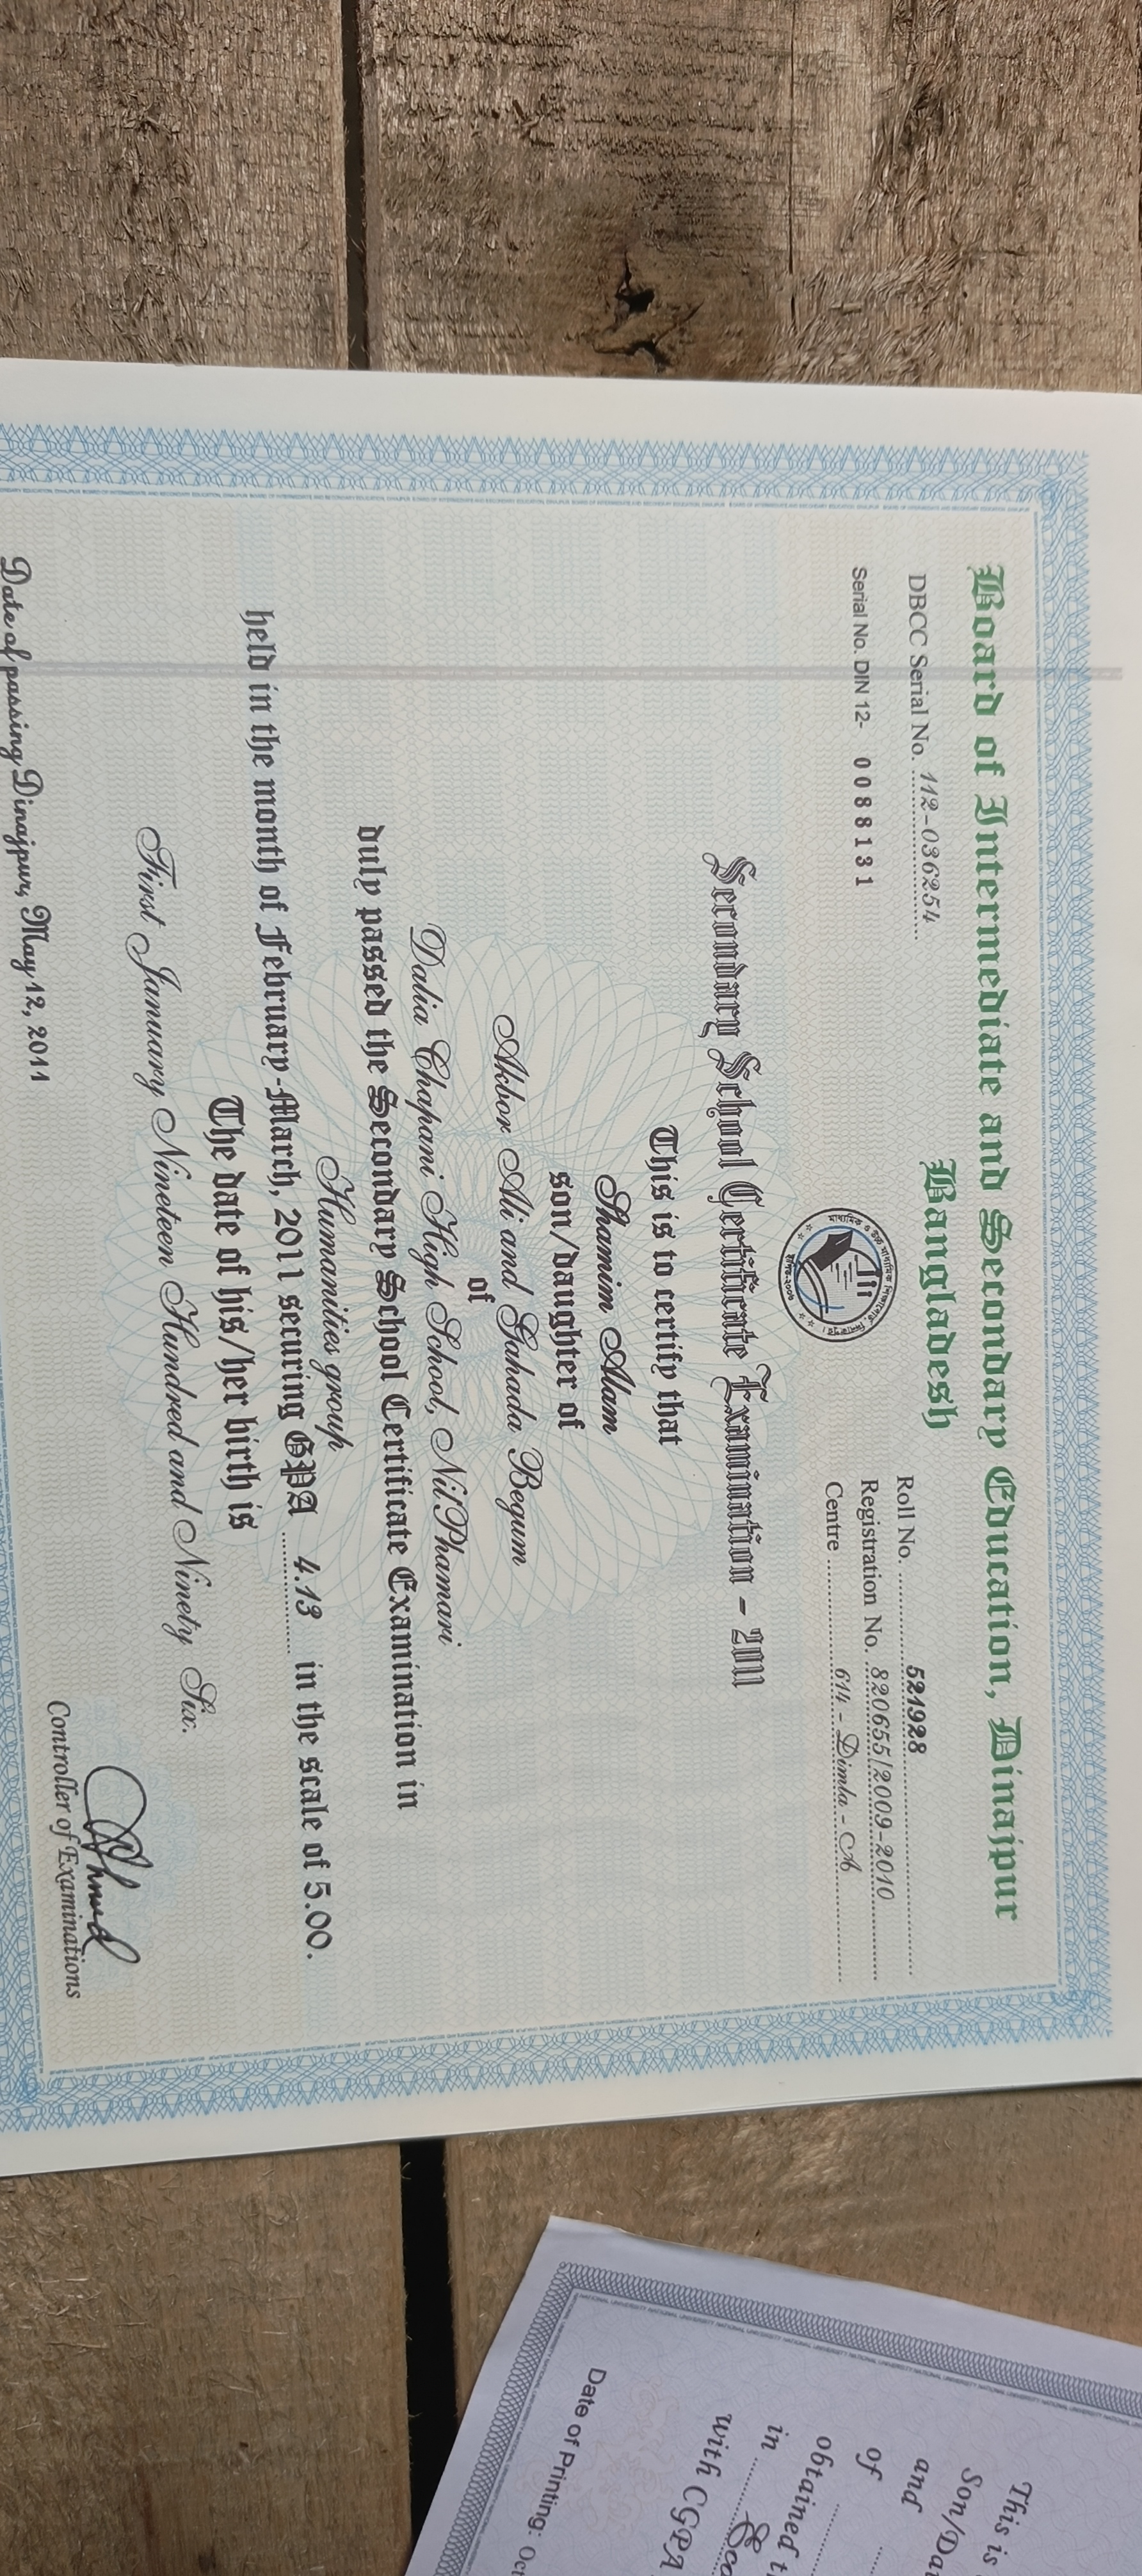 Board of Intermediate and Secondary Education, Dinajpur
Bangladesh
DBCC Serial No. 112-036254
Serial No. DIN 12- 0088131
Roll No. 521928
Registration No. 820655/2009-2010
Centre 614 - Dimla - A
Secondary School Certificate Examination - 2011
This is to certify that
Shamim Alam
son/daughter of
Akbor Ali and Gahada Begum
of
Dalia Chapani High School, NilPhamari
duly passed the Secondary School Certificate Examination in
Humanities group
held in the month of February-March, 2011 securing GPA 4.13 in the scale of 5.00.
The date of his/her birth is
First January Nineteen Hundred and Ninety Six.
Controller of Examinations
Date of passing Dinajpur, May 12, 2011
This is
and
of
obtained
in
with CGPA
Date of Printing: